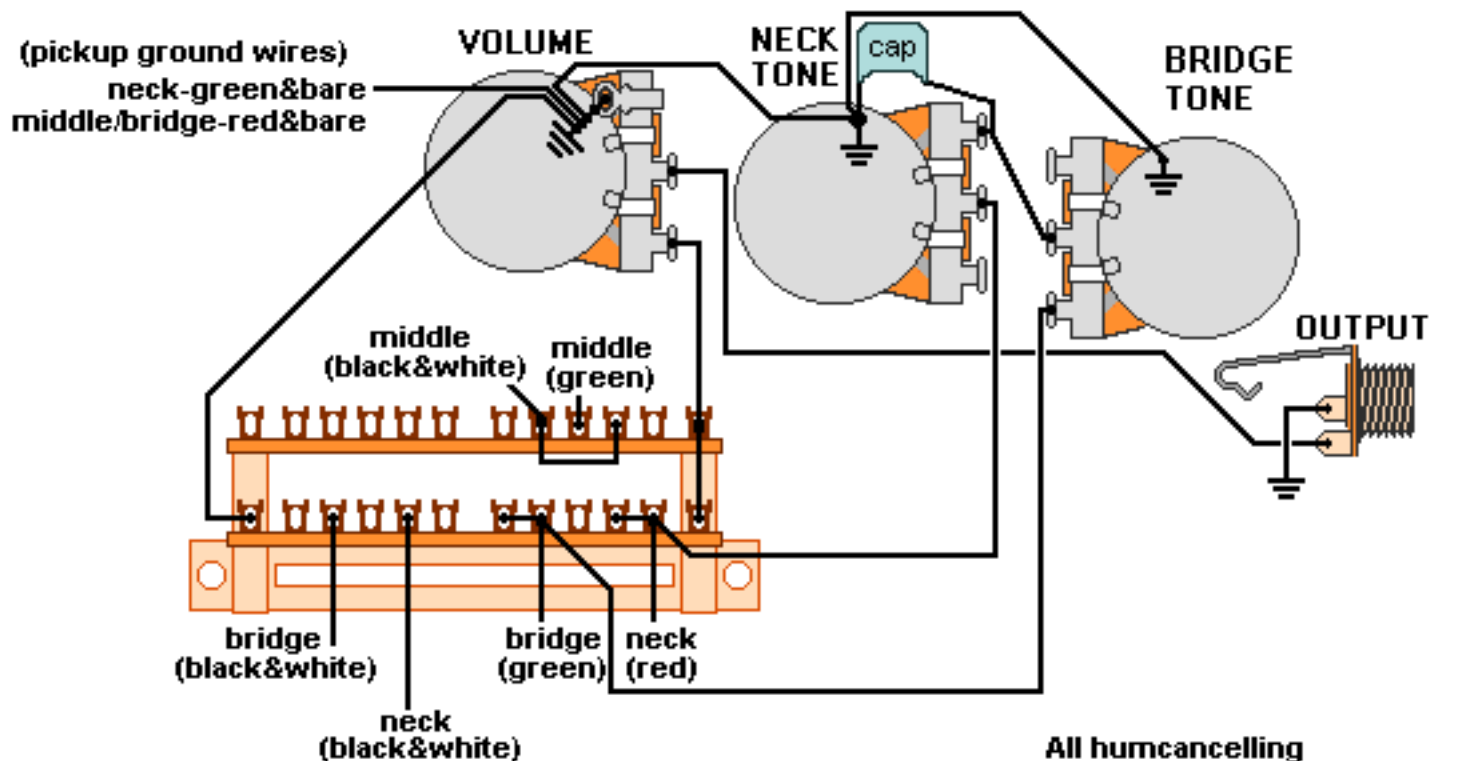 (pickup ground wires)
neck-green&bare
middle/bridge-red&bare
VOLUME
NECK
TONE
cap
BRIDGE
TONE
OUTPUT
middle
(black&white)
middle
(green)
bridge
(black&white)
bridge
(green)
neck
(red)
neck
(black&white)
All humcancelling